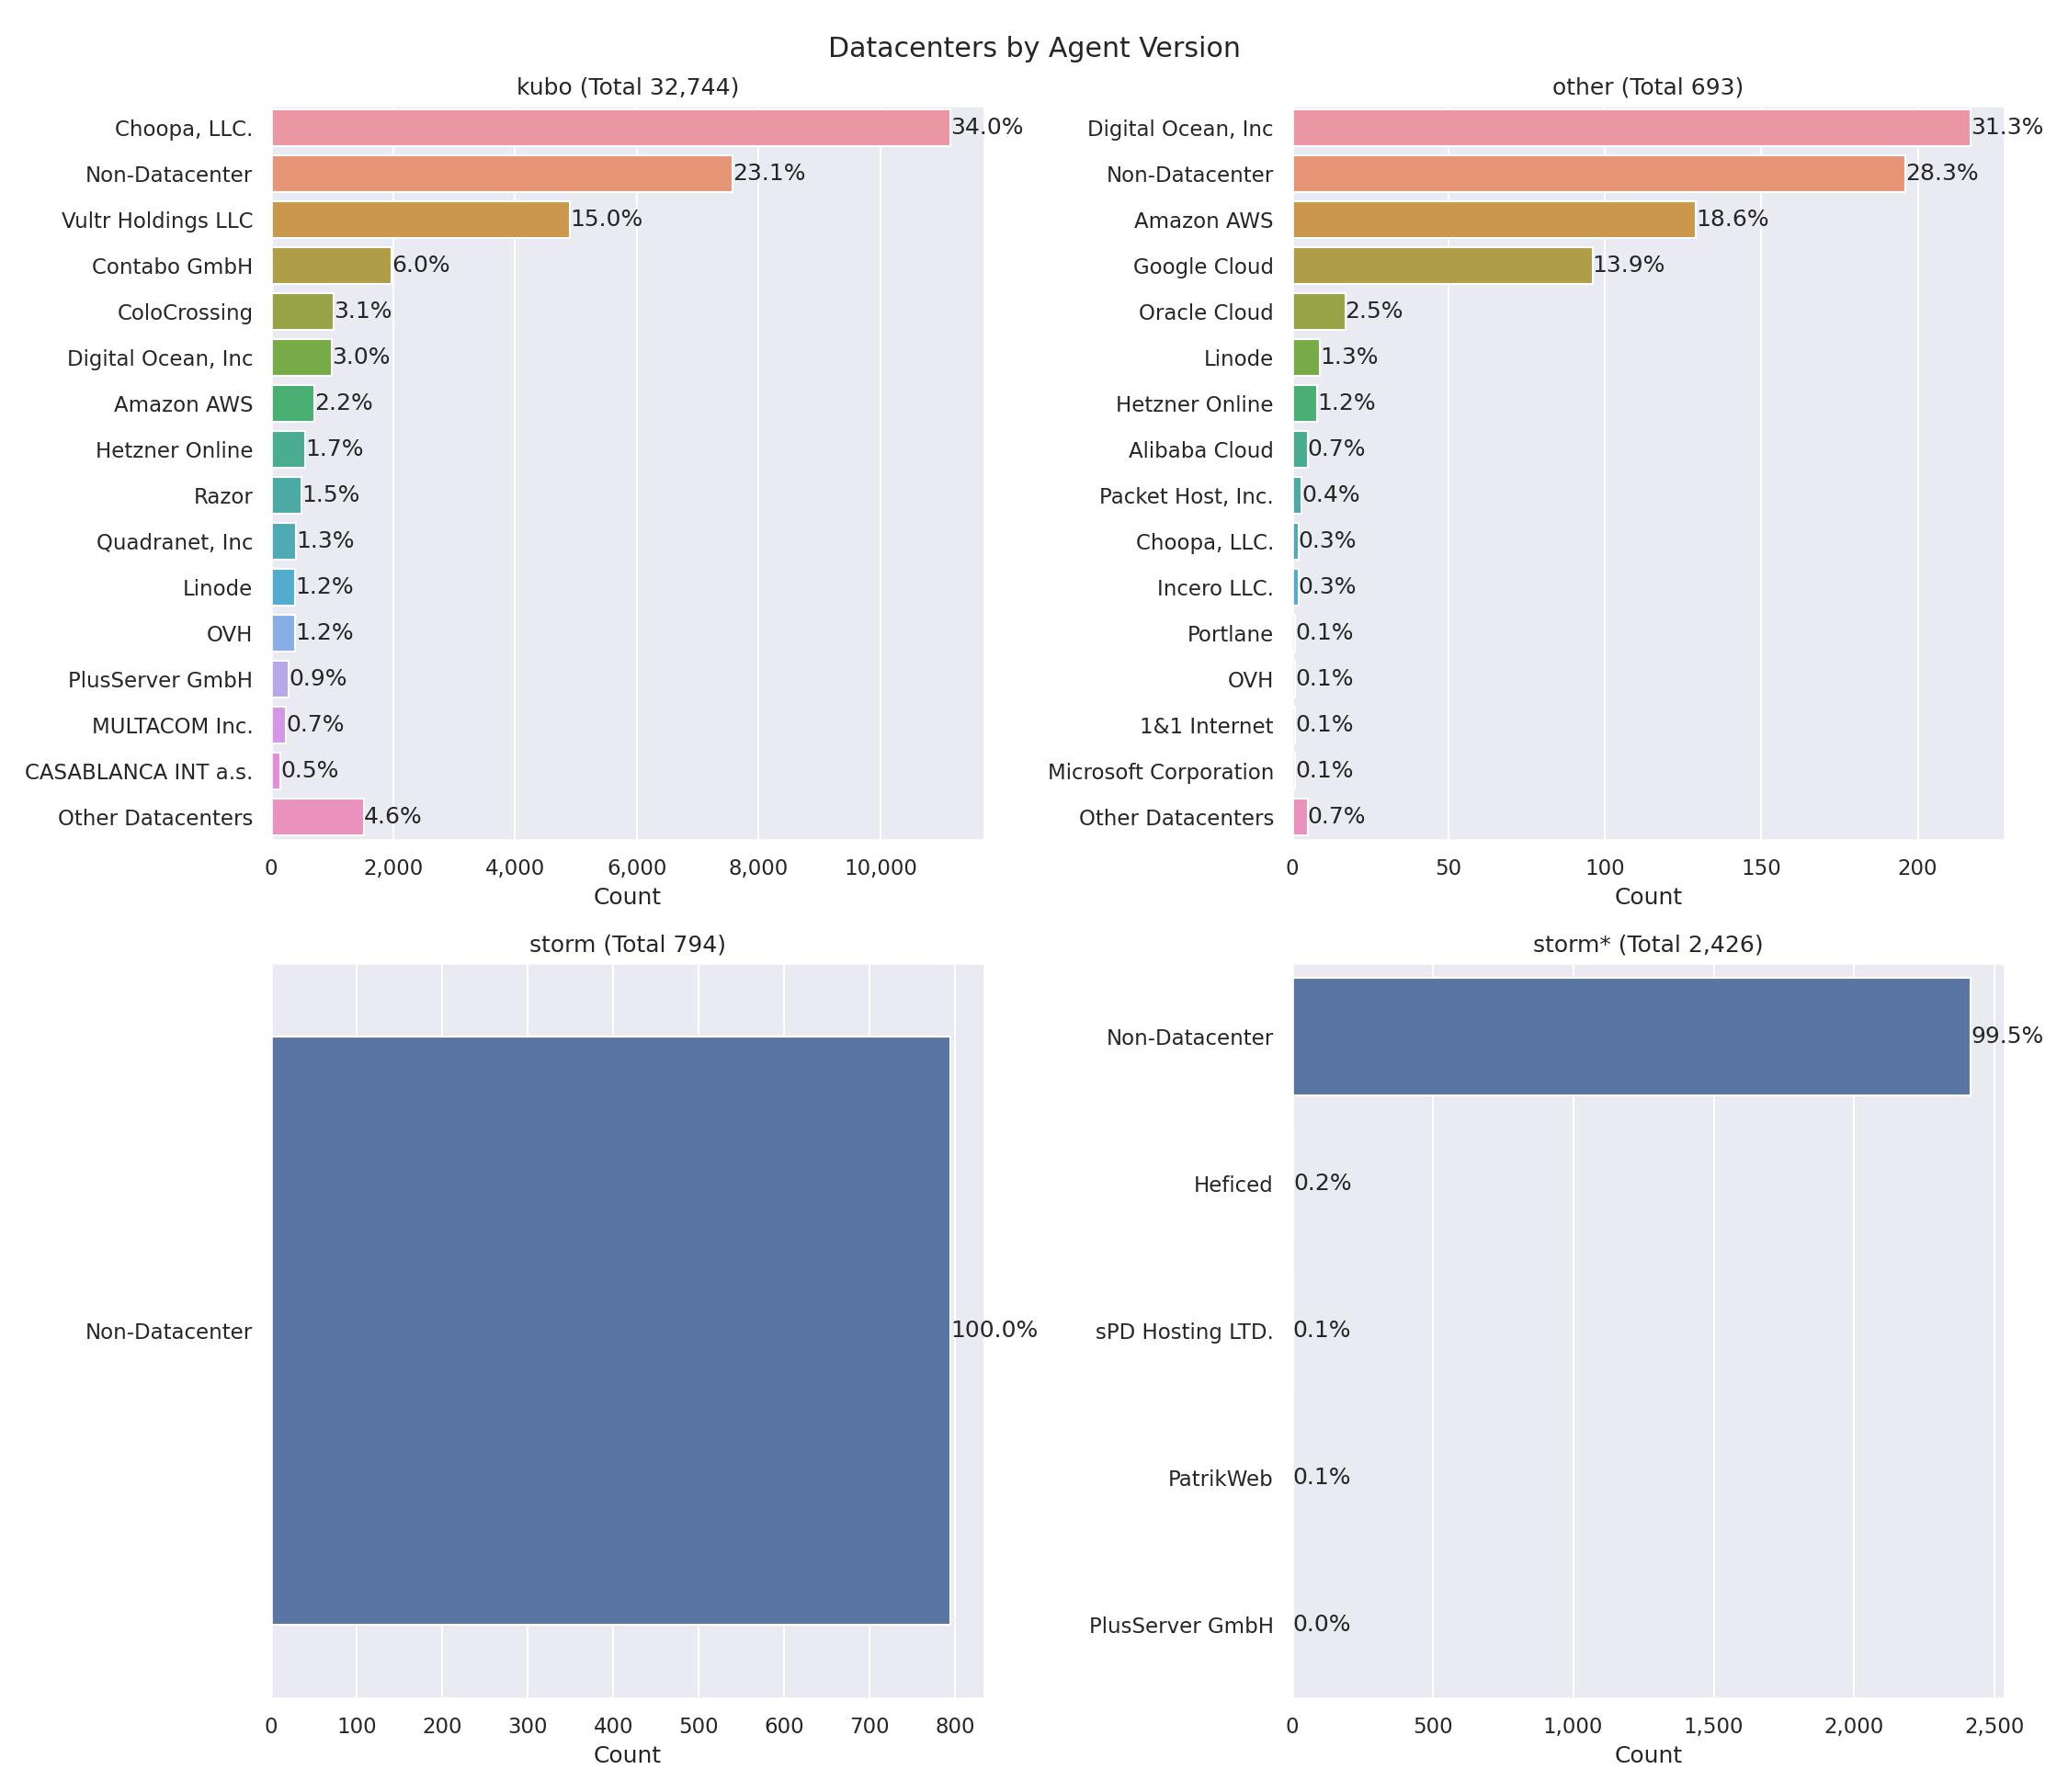 Datacenters by Agent Version
kubo (Total 32,744)
Choopa, LLC. 34.0%
Non-Datacenter 23.1%
Vultr Holdings LLC 15.0%
Contabo GmbH 6.0%
ColoCrossing 3.1%
Digital Ocean, Inc 3.0%
Amazon AWS 2.2%
Hetzner Online 1.7%
Razor 1.5%
Quadranet, Inc 1.3%
Linode 1.2%
OVH 1.2%
PlusServer GmbH 0.9%
MULTACOM Inc. 0.7%
CASABLANCA INT a.s. 0.5%
Other Datacenters 4.6%
0 2,000 4,000 6,000 8,000 10,000
Count
other (Total 693)
Digital Ocean, Inc 31.3%
Non-Datacenter 28.3%
Amazon AWS 18.6%
Google Cloud 13.9%
Oracle Cloud 2.5%
Linode 1.3%
Hetzner Online 1.2%
Alibaba Cloud 0.7%
Packet Host, Inc. 0.4%
Choopa, LLC. 0.3%
Incero LLC. 0.3%
Portlane 0.1%
OVH 0.1%
1&1 Internet 0.1%
Microsoft Corporation 0.1%
Other Datacenters 0.7%
0 50 100 150 200
Count
storm (Total 794)
Non-Datacenter 100.0%
0 100 200 300 400 500 600 700 800
Count
storm* (Total 2,426)
Non-Datacenter 99.5%
Heficed 0.2%
sPD Hosting LTD. 0.1%
PatrikWeb 0.1%
PlusServer GmbH 0.0%
0 500 1,000 1,500 2,000 2,500
Count